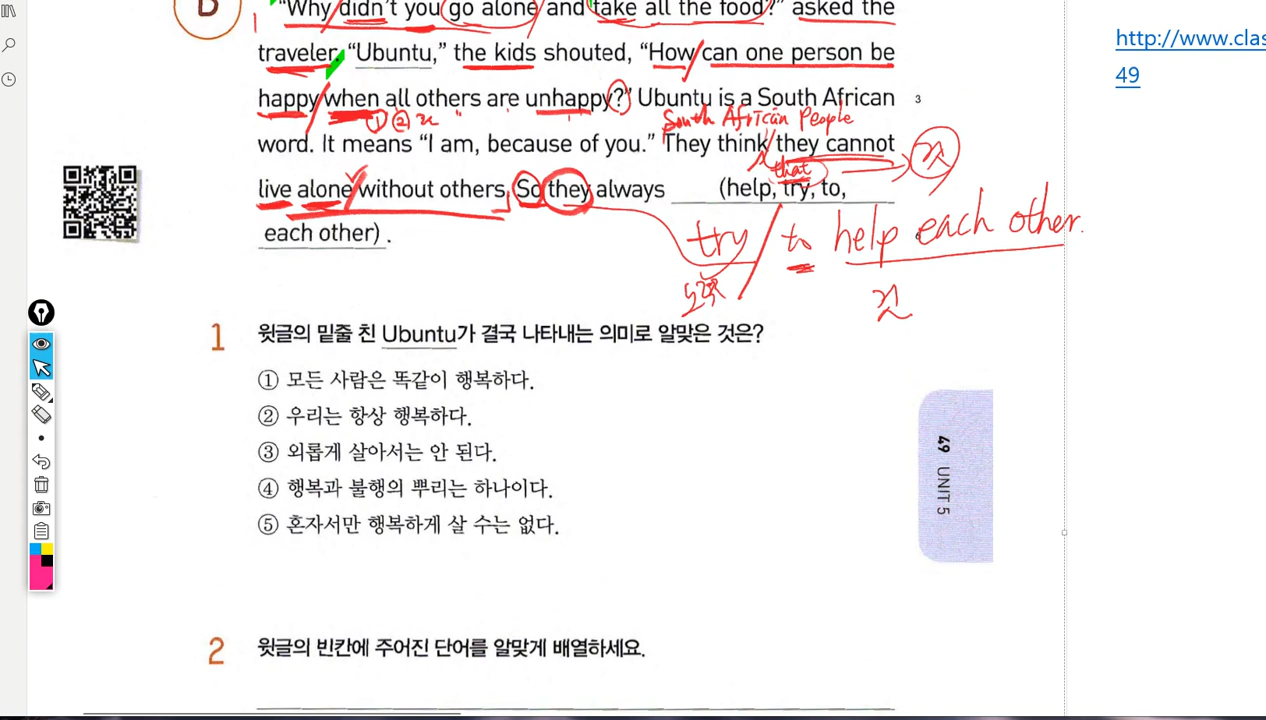 B
"Why didn't you go alone and take all the food?" asked the
traveler. "Ubuntu," the kids shouted, "How can one person be
happy when all others are unhappy?" Ubuntu is a South African
3
① ②
South African People
word. It means "I am, because of you." They think they cannot
that
live alone without others. So they always (help, try, to,
each other).
try to help each other.
것
1 윗글의 밑줄 친 Ubuntu가 결국 나타내는 의미로 알맞은 것은?
① 모든 사람은 똑같이 행복하다.
② 우리는 항상 행복하다.
③ 외롭게 살아서는 안 된다.
④ 행복과 불행의 뿌리는 하나이다.
⑤ 혼자서만 행복하게 살 수는 없다.
2 윗글의 빈칸에 주어진 단어를 알맞게 배열하세요.
49 UNIT 5
http://www.clas
49